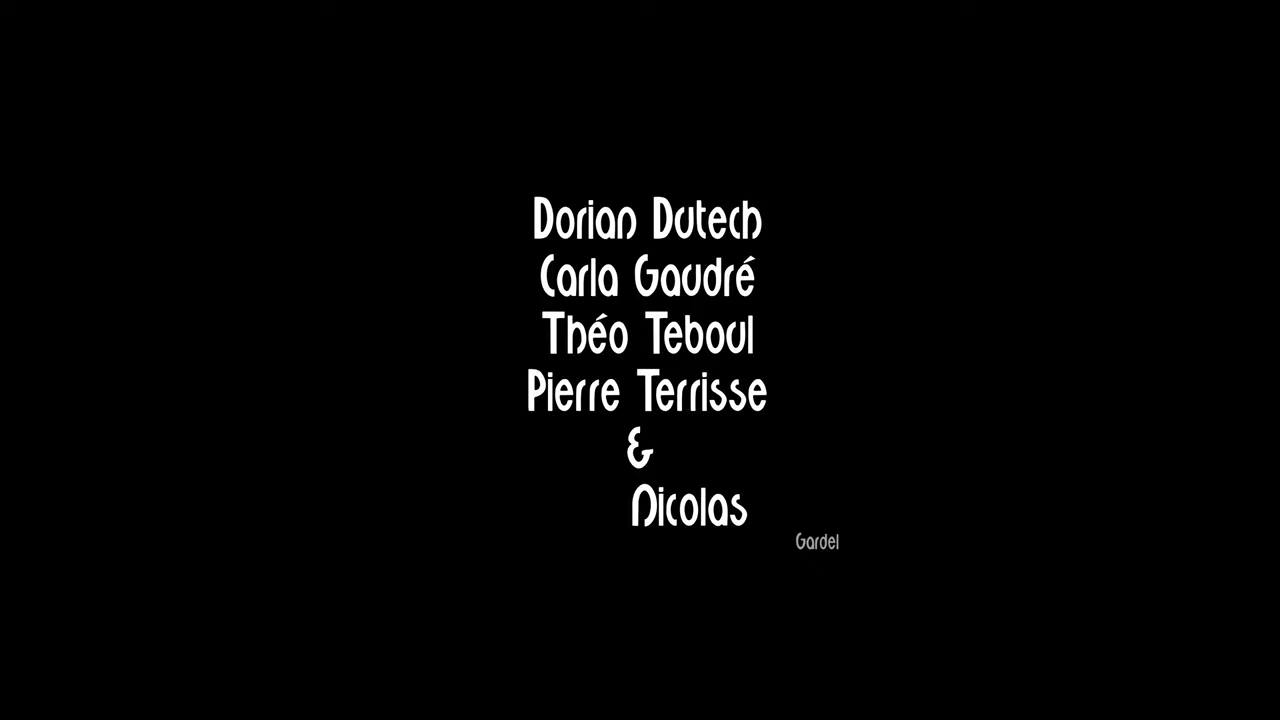 Dorian Dutech
Carla Gaudré
Théo Teboul
Pierre Terrisse
&
Nicolas
Gardel